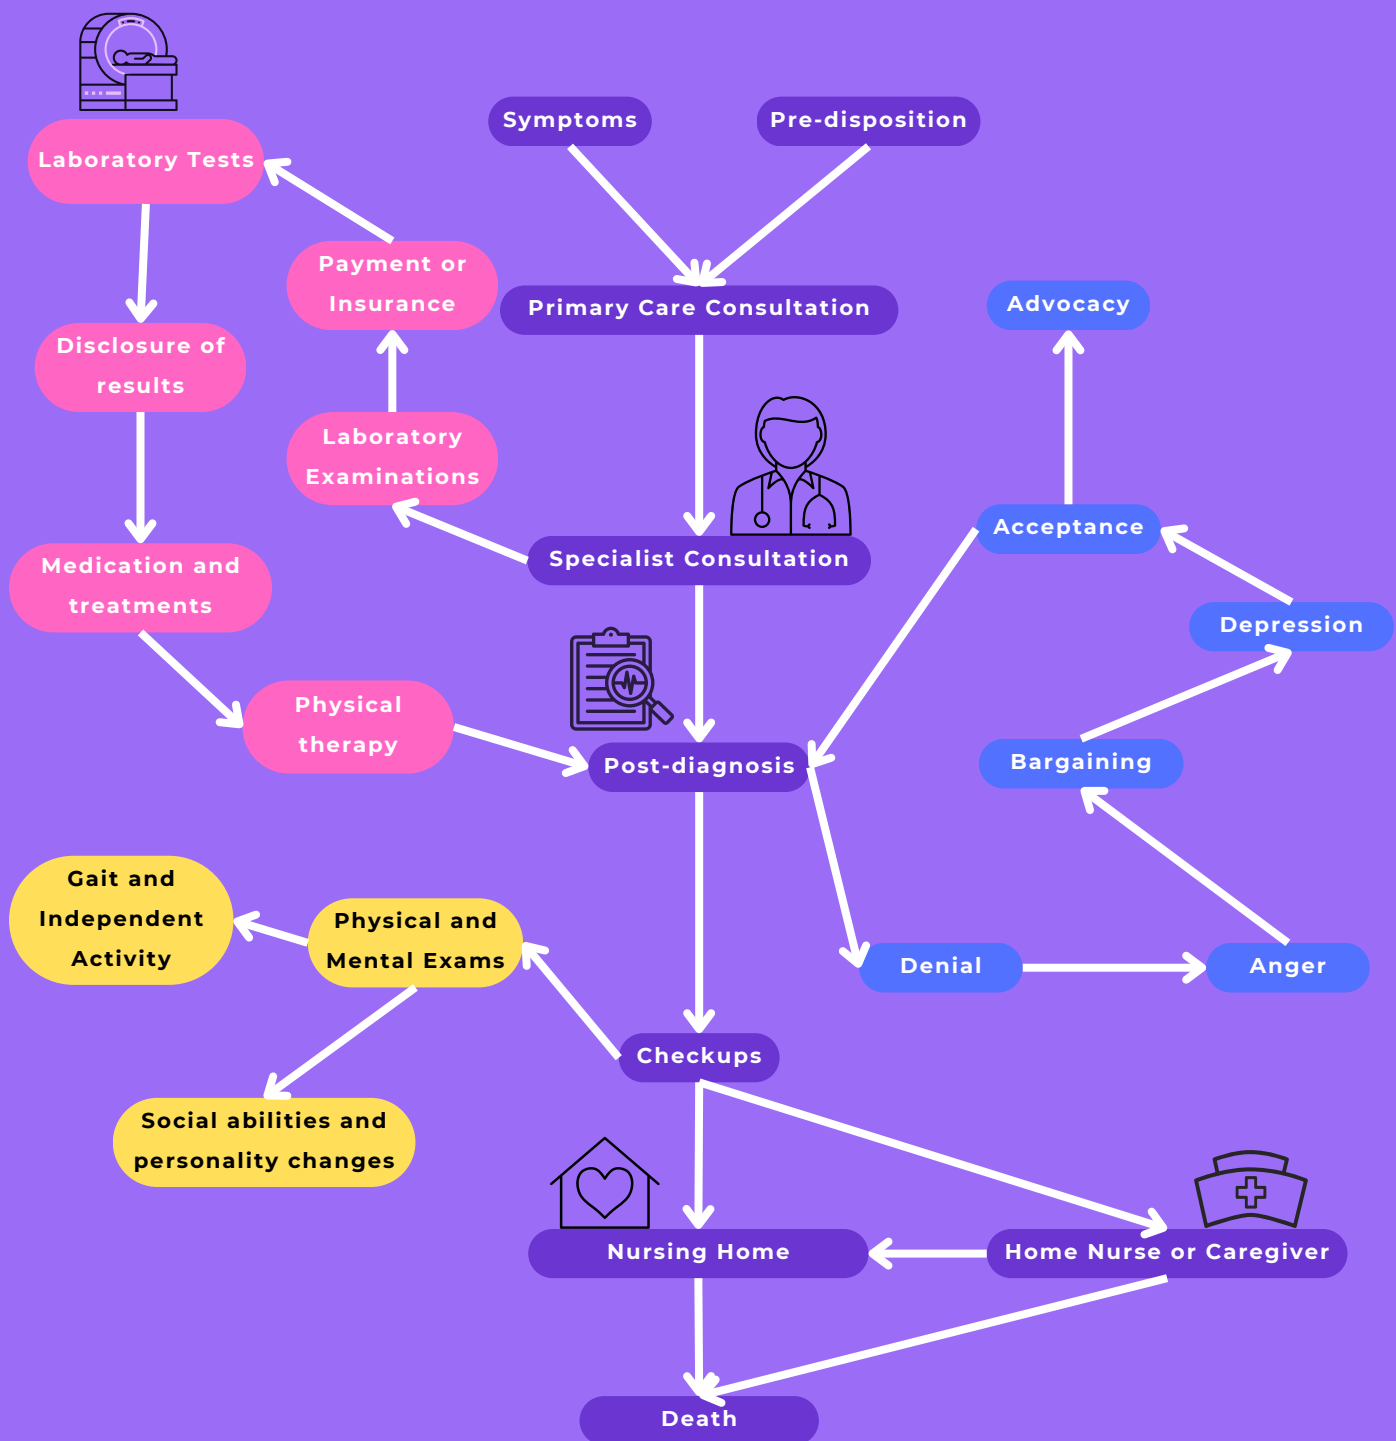 Symptoms
Pre-disposition
Laboratory Tests
Payment or
Insurance
Primary Care Consultation
Advocacy
Disclosure of
results
Laboratory
Examinations
Acceptance
Specialist Consultation
Medication and
treatments
Depression
Physical
therapy
Post-diagnosis
Bargaining
Gait and
Independent
Activity
Physical and
Mental Exams
Denial
Anger
Checkups
Social abilities and
personality changes
Nursing Home
Home Nurse or Caregiver
Death